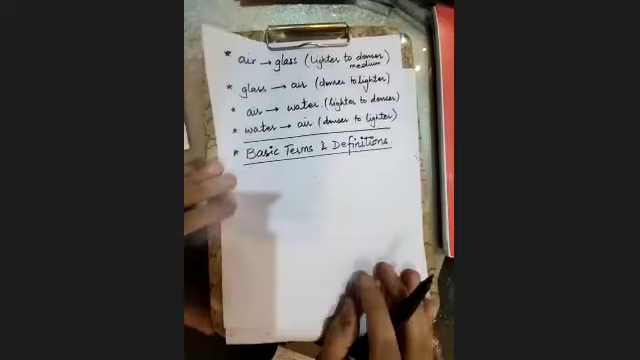 * air → glass (lighter to denser
medium)
* glass → air (denser to lighter)
* air → water (lighter to denser)
* water → air (denser to lighter)
* Basic Terms & Definitions.